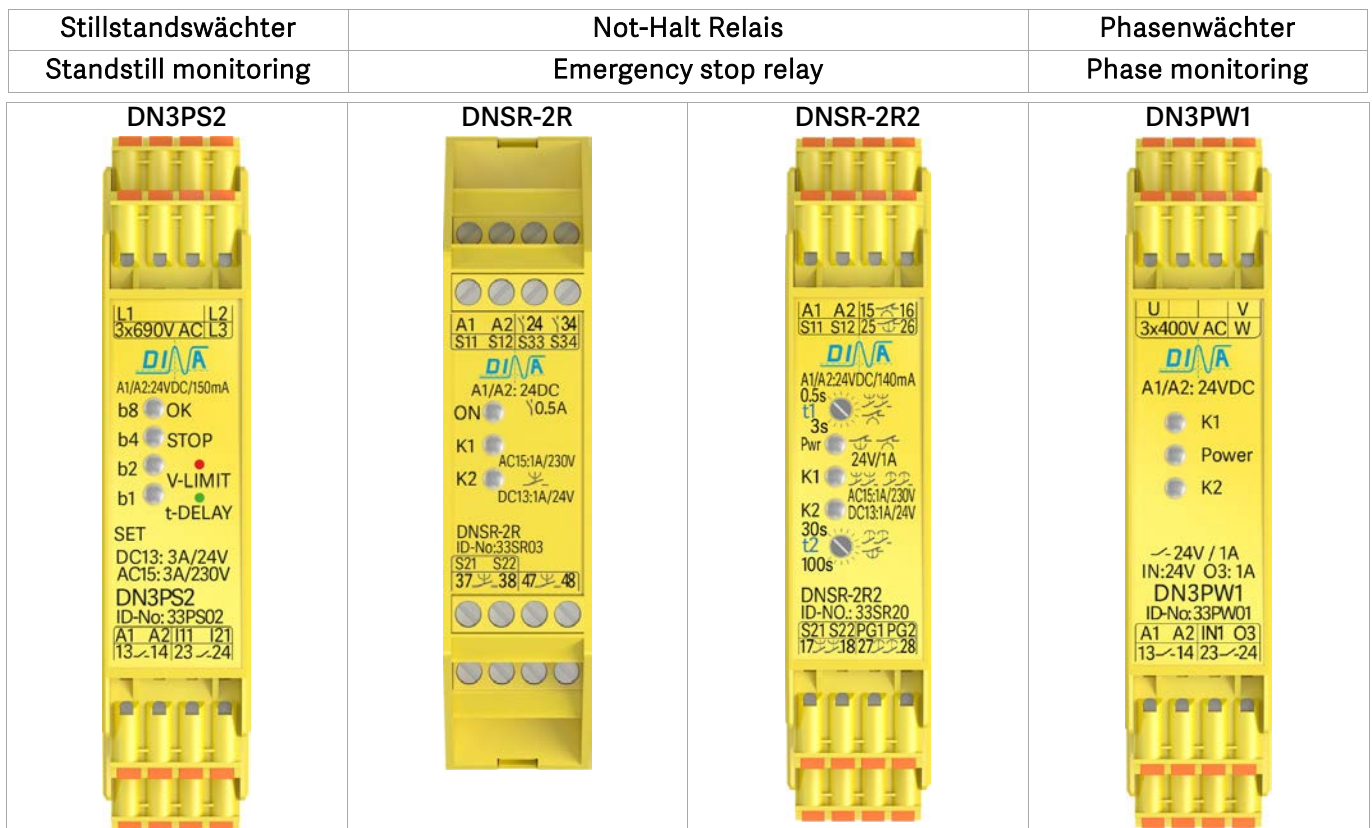 Stillstandswächter
Not-Halt Relais
Phasenwächter
Standstill monitoring
Emergency stop relay
Phase monitoring
DN3PS2
L1 L2
3x690V AC L3
DINA
A1/A2:24VDC/150mA
b8 OK
b4 STOP
b2
V-LIMIT
b1
t-DELAY
SET
DC13: 3A/24V
AC15: 3A/230V
DN3PS2
ID-No: 33PS02
A1 A2 I11 I21
13 14 23 24
DNSR-2R
A1 A2 24 34
S11 S12 S33 S34
DINA
A1/A2: 24DC
ON 0.5A
K1
AC15:1A/230V
K2
DC13:1A/24V
DNSR-2R
ID-No:33SR03
S21 S22
37 38 47 48
DNSR-2R2
A1 A2 15 16
S11 S12 25 26
DINA
A1/A2:24VDC/140mA
0.5s
t1
3s
Pwr
24V/1A
K1
AC15:1A/230V
K2 DC13:1A/24V
30s
t2
100s
DNSR-2R2
ID-NO.: 33SR20
S21 S22 PG1 PG2
17 18 27 28
DN3PW1
U V
3x400V AC W
DINA
A1/A2: 24VDC
K1
Power
K2
24V / 1A
IN:24V O3: 1A
DN3PW1
ID-No: 33PW01
A1 A2 IN1 O3
13 14 23 24